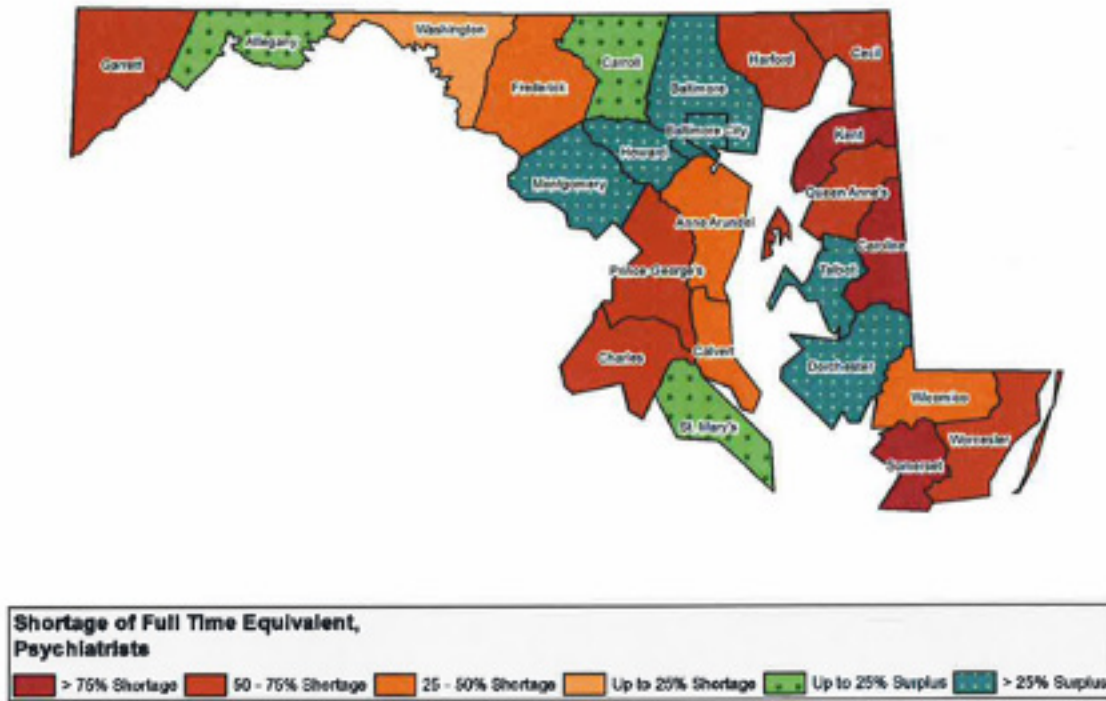 Washington
Allegany
Garrett
Frederick
Carroll
Baltimore
Harford
Cecil
Baltimore City
Kent
Howard
Montgomery
Queen Anne's
Anne Arundel
Caroline
Talbot
Prince George's
Calvert
Charles
Dorchester
Wicomico
St. Mary's
Worcester
Somerset
Shortage of Full Time Equivalent,
Psychiatrists
> 75% Shortage 50 - 75% Shortage 25 - 50% Shortage Up to 25% Shortage Up to 25% Surplus > 25% Surplus